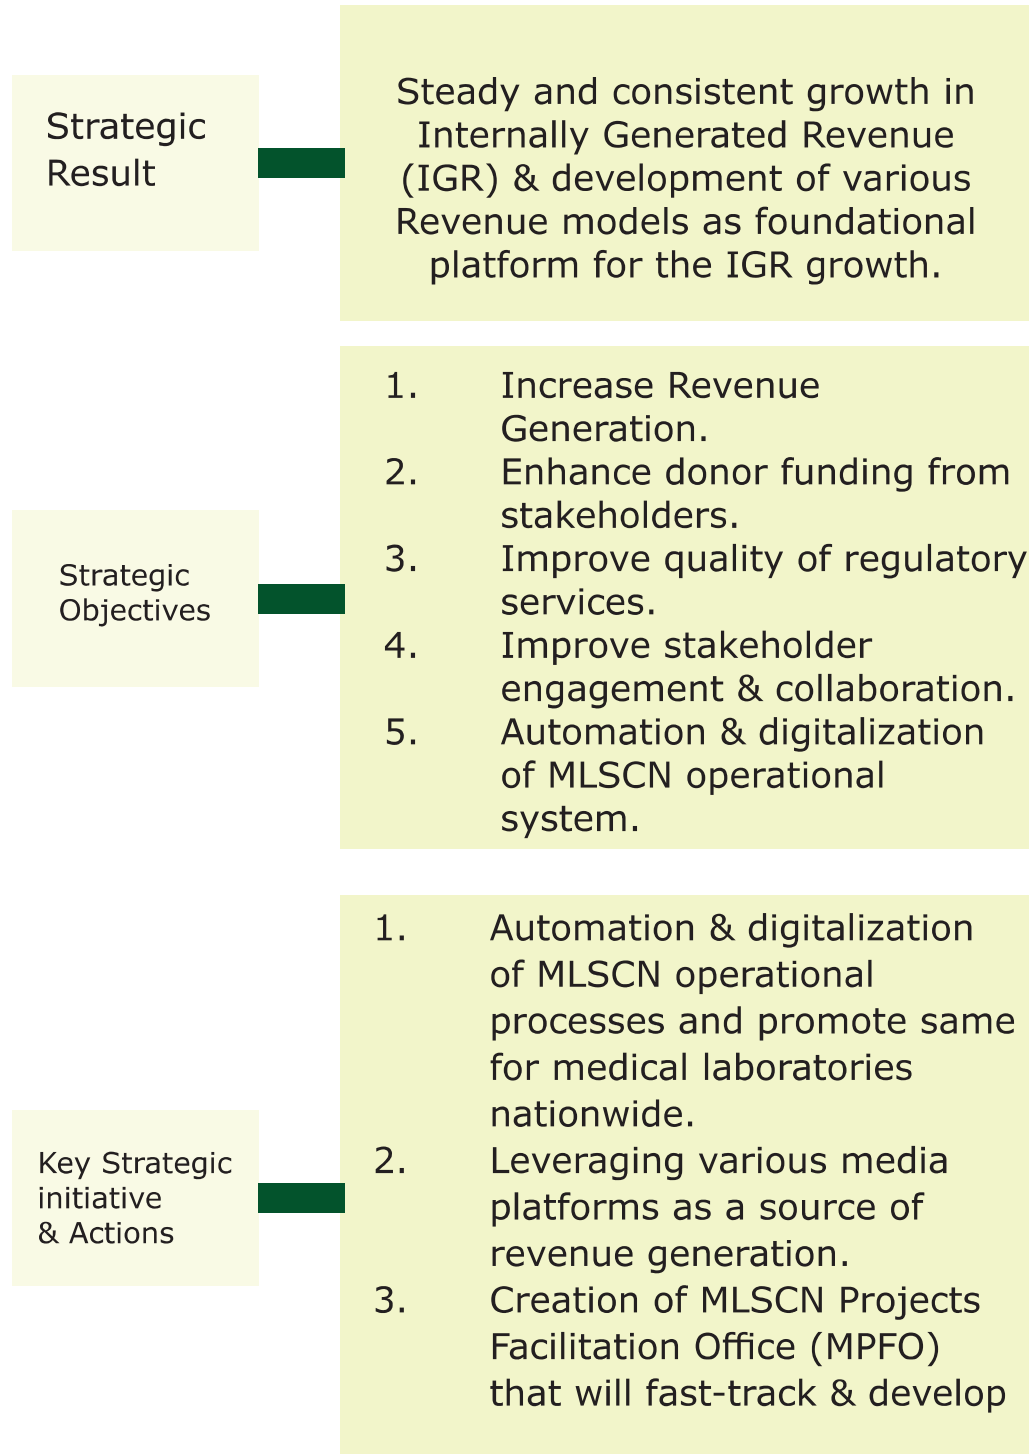 Strategic
Result
Steady and consistent growth in
Internally Generated Revenue
(IGR) & development of various
Revenue models as foundational
platform for the IGR growth.
Strategic
Objectives
1. Increase Revenue
Generation.
2. Enhance donor funding from
stakeholders.
3. Improve quality of regulatory
services.
4. Improve stakeholder
engagement & collaboration.
5. Automation & digitalization
of MLSCN operational
system.
Key Strategic
initiative
& Actions
1. Automation & digitalization
of MLSCN operational
processes and promote same
for medical laboratories
nationwide.
2. Leveraging various media
platforms as a source of
revenue generation.
3. Creation of MLSCN Projects
Facilitation Office (MPFO)
that will fast-track & develop